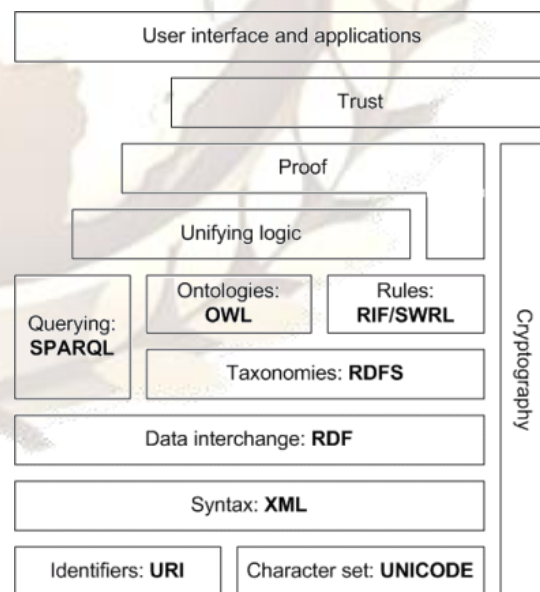 User interface and applications
Trust
Proof
Unifying logic
Querying:
SPARQL
Ontologies:
OWL
Rules:
RIF/SWRL
Taxonomies: RDFS
Data interchange: RDF
Syntax: XML
Identifiers: URI
Character set: UNICODE
Cryptography